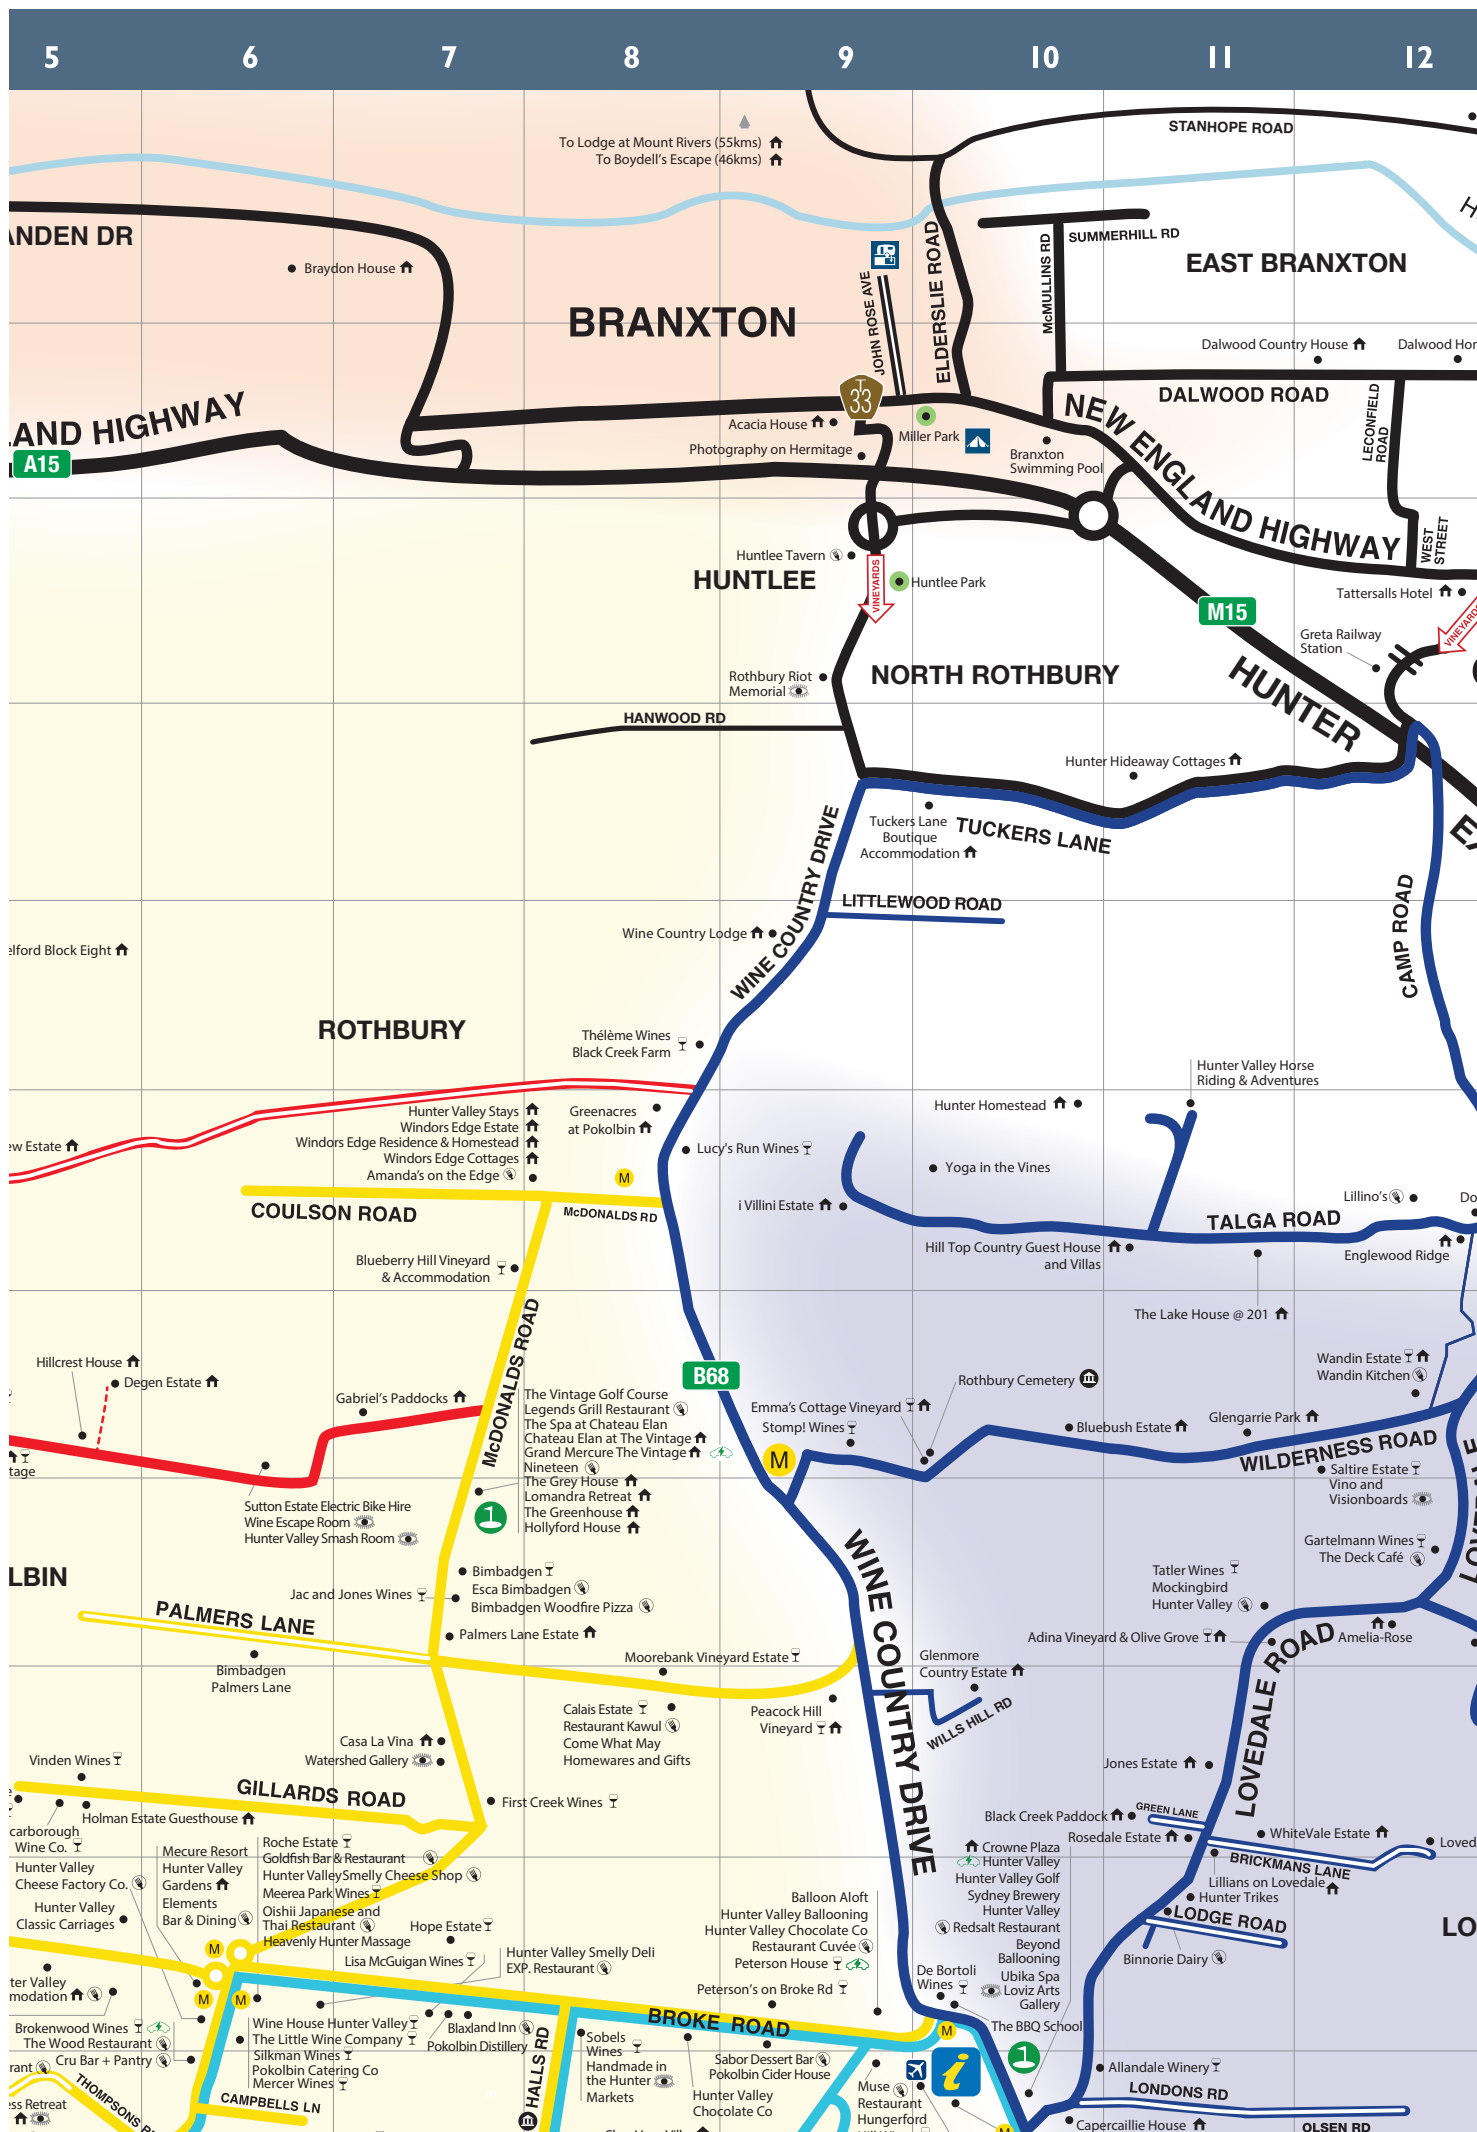 5 6 7 8 9 10 11 12
STANHOPE ROAD
To Lodge at Mount Rivers (55kms)
To Boydell's Escape (46kms)
ANDEN DR
SUMMERHILL RD
McMULLINS RD
EAST BRANXTON
Braydon House
ELDERSLIE ROAD
JOHN ROSE AVE
BRANXTON
Dalwood Country House
Dalwood Hor
DALWOOD ROAD
LECONFIELD
ROAD
T
33
LAND HIGHWAY
A15
Acacia House
Miller Park
Photography on Hermitage
Branxton
Swimming Pool
NEW ENGLAND HIGHWAY
WEST
STREET
Huntlee Tavern
HUNTLEE
VINEYARDS
Huntlee Park
M15
Tattersalls Hotel
VINEYARDS
Greta Railway
Station
Rothbury Riot
Memorial
NORTH ROTHBURY
HUNTER
EX
HANWOOD RD
Hunter Hideaway Cottages
Tuckers Lane
Boutique
Accommodation
TUCKERS LANE
WINE COUNTRY DRIVE
LITTLEWOOD ROAD
CAMP ROAD
Wine Country Lodge
elford Block Eight
ROTHBURY
Thélème Wines
Black Creek Farm
Hunter Valley Horse
Riding & Adventures
Hunter Homestead
Hunter Valley Stays
Windors Edge Estate
Windors Edge Residence & Homestead
Windors Edge Cottages
Amanda's on the Edge
Greenacres
at Pokolbin
M
ew Estate
Lucy's Run Wines
Yoga in the Vines
i Villini Estate
Lillino's
Do
COULSON ROAD
McDONALDS RD
TALGA ROAD
Hill Top Country Guest House
and Villas
Englewood Ridge
Blueberry Hill Vineyard
& Accommodation
The Lake House @ 201
McDONALDS ROAD
Hillcrest House
Degen Estate
B68
Wandin Estate
Wandin Kitchen
Gabriel's Paddocks
The Vintage Golf Course
Legends Grill Restaurant
The Spa at Chateau Elan
Chateau Elan at The Vintage
Grand Mercure The Vintage
Nineteen
The Grey House
Lomandra Retreat
The Greenhouse
Hollyford House
Rothbury Cemetery
Emma's Cottage Vineyard
Stomp! Wines
M
Bluebush Estate
Glengarrie Park
WILDERNESS ROAD
tage
Saltire Estate
Vino and
Visionboards
Sutton Estate Electric Bike Hire
Wine Escape Room
Hunter Valley Smash Room
Gartelmann Wines
The Deck Café
LBIN
Bimbadgen
Esca Bimbadgen
Bimbadgen Woodfire Pizza
Jac and Jones Wines
Tatler Wines
Mockingbird
Hunter Valley
PALMERS LANE
Palmers Lane Estate
WINE COUNTRY DRIVE
Adina Vineyard & Olive Grove
Amelia-Rose
LOVEDALE ROAD
Bimbadgen
Palmers Lane
Moorebank Vineyard Estate
Glenmore
Country Estate
WILLS HILL RD
Calais Estate
Restaurant Kawul
Come What May
Homewares and Gifts
Peacock Hill
Vineyard
Casa La Vina
Watershed Gallery
Vinden Wines
Jones Estate
GILLARDS ROAD
First Creek Wines
Holman Estate Guesthouse
carborough
Wine Co.
GREEN LANE
Black Creek Paddock
Rosedale Estate
WhiteVale Estate
Loved
BRICKMANS LANE
Lillians on Lovedale
Hunter Trikes
LODGE ROAD
Binnorie Dairy
LO
Crowne Plaza
Hunter Valley
Hunter Valley Golf
Sydney Brewery
Hunter Valley
Redsalt Restaurant
Beyond
Ballooning
Ubika Spa
Loviz Arts
Gallery
Hunter Valley
Cheese Factory Co.
Hunter Valley
Classic Carriages
Mecure Resort
Hunter Valley
Gardens
Elements
Bar & Dining
Roche Estate
Goldfish Bar & Restaurant
Hunter Valley Smelly Cheese Shop
Meerea Park Wines
Oishii Japanese and
Thai Restaurant
Heavenly Hunter Massage
Hope Estate
Lisa McGuigan Wines
Hunter Valley Smelly Deli
EXP. Restaurant
Balloon Aloft
Hunter Valley Ballooning
Hunter Valley Chocolate Co
Restaurant Cuvée
Peterson House
De Bortoli
Wines
Peterson's on Broke Rd
M
M
M
ter Valley
modation
Brokenwood Wines
The Wood Restaurant
Cru Bar + Pantry
rant
Wine House Hunter Valley
The Little Wine Company
Silkman Wines
Pokolbin Catering Co
Mercer Wines
Blaxland Inn
Pokolbin Distillery
BROKE ROAD
The BBQ School
M
HALLS RD
Sobels
Wines
Handmade in
the Hunter
Markets
Sabor Dessert Bar
Pokolbin Cider House
Hunter Valley
Chocolate Co
Muse
Restaurant
Hungerford
i
Allandale Winery
LONDONS RD
Capercaillie House
OLSEN RD
M
THOMPSONS R
ess Retreat
CAMPBELLS LN